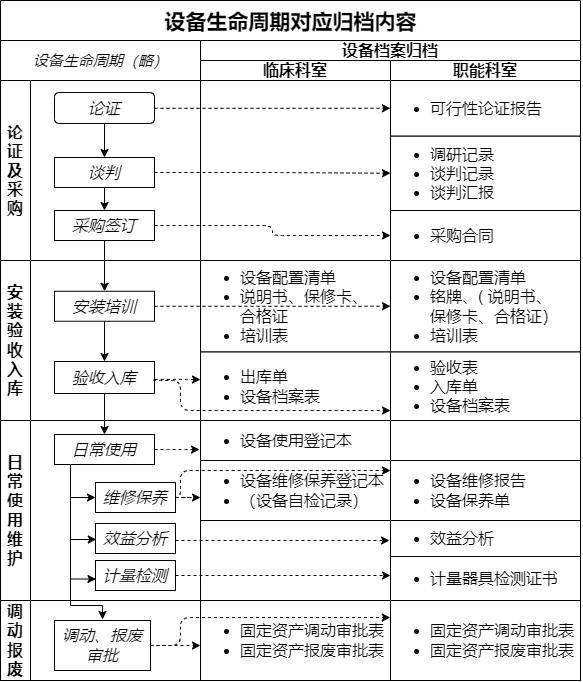 设备生命周期对应归档内容
设备生命周期（略）
设备档案归档
临床科室
职能科室
论证及采购
论证
• 可行性论证报告
谈判
• 调研记录
• 谈判记录
• 谈判汇报
采购签订
• 采购合同
安装验收入库
安装培训
• 设备配置清单
• 说明书、保修卡、
合格证
• 培训表
• 设备配置清单
• 铭牌、（说明书、
保修卡、合格证）
• 培训表
验收入库
• 出库单
• 设备档案表
• 验收表
• 入库单
• 设备档案表
日常使用维护
日常使用
• 设备使用登记本
维修保养
• 设备维修保养登记本
• （设备自检记录）
• 设备维修报告
• 设备保养单
效益分析
• 效益分析
计量检测
• 计量器具检测证书
调动报废
调动、报废
审批
• 固定资产调动审批表
• 固定资产报废审批表
• 固定资产调动审批表
• 固定资产报废审批表